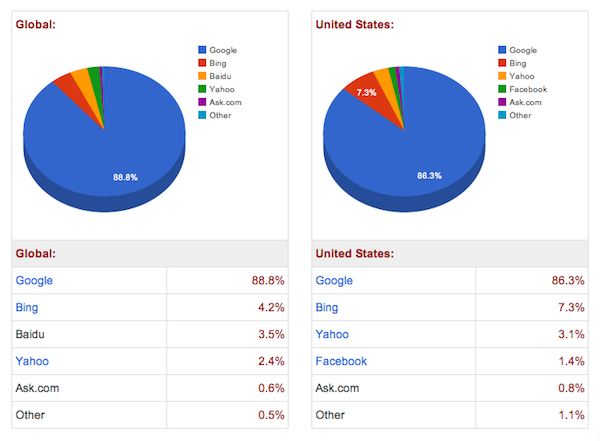 Global:
Google
Bing
Baidu
Yahoo
Ask.com
Other
88.8%
Global:
Google 88.8%
Bing 4.2%
Baidu 3.5%
Yahoo 2.4%
Ask.com 0.6%
Other 0.5%
United States:
Google
Bing
Yahoo
Facebook
Ask.com
Other
7.3%
86.3%
United States:
Google 86.3%
Bing 7.3%
Yahoo 3.1%
Facebook 1.4%
Ask.com 0.8%
Other 1.1%